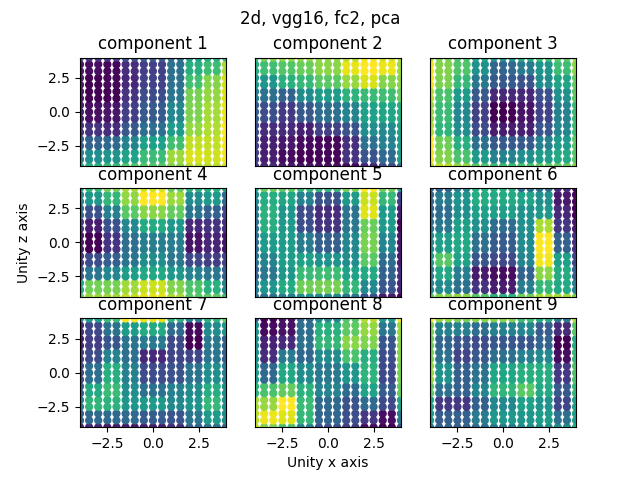 2d, vgg16, fc2, pca
component 1 component 2 component 3
2.5
0.0
−2.5
component 4 component 5 component 6
2.5
0.0
−2.5
Unity z axis
component 7 component 8 component 9
2.5
0.0
−2.5
−2.5 0.0 2.5 −2.5 0.0 2.5 −2.5 0.0 2.5
Unity x axis